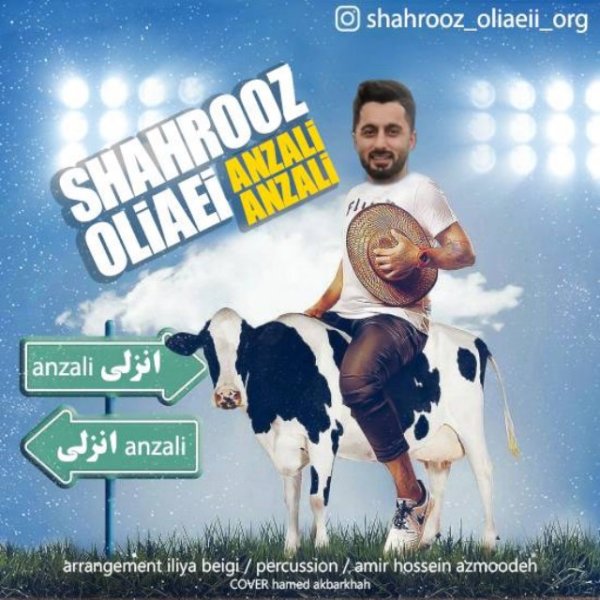 shahrooz_oliaeii_org
SHAHROOZ
OLiAEi
ANZALi
ANZALi
anzali انزلی
انزلی anzali
arrangement iliya beigi / percussion / amir hossein azmoodeh
COVER hamed akbarkhah